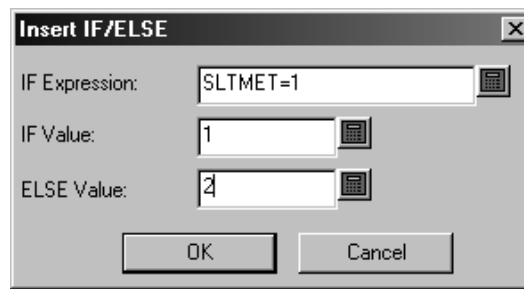 Insert IF/ELSE
IF Expression: SLTMET=1
IF Value: 1
ELSE Value: 2
OK Cancel